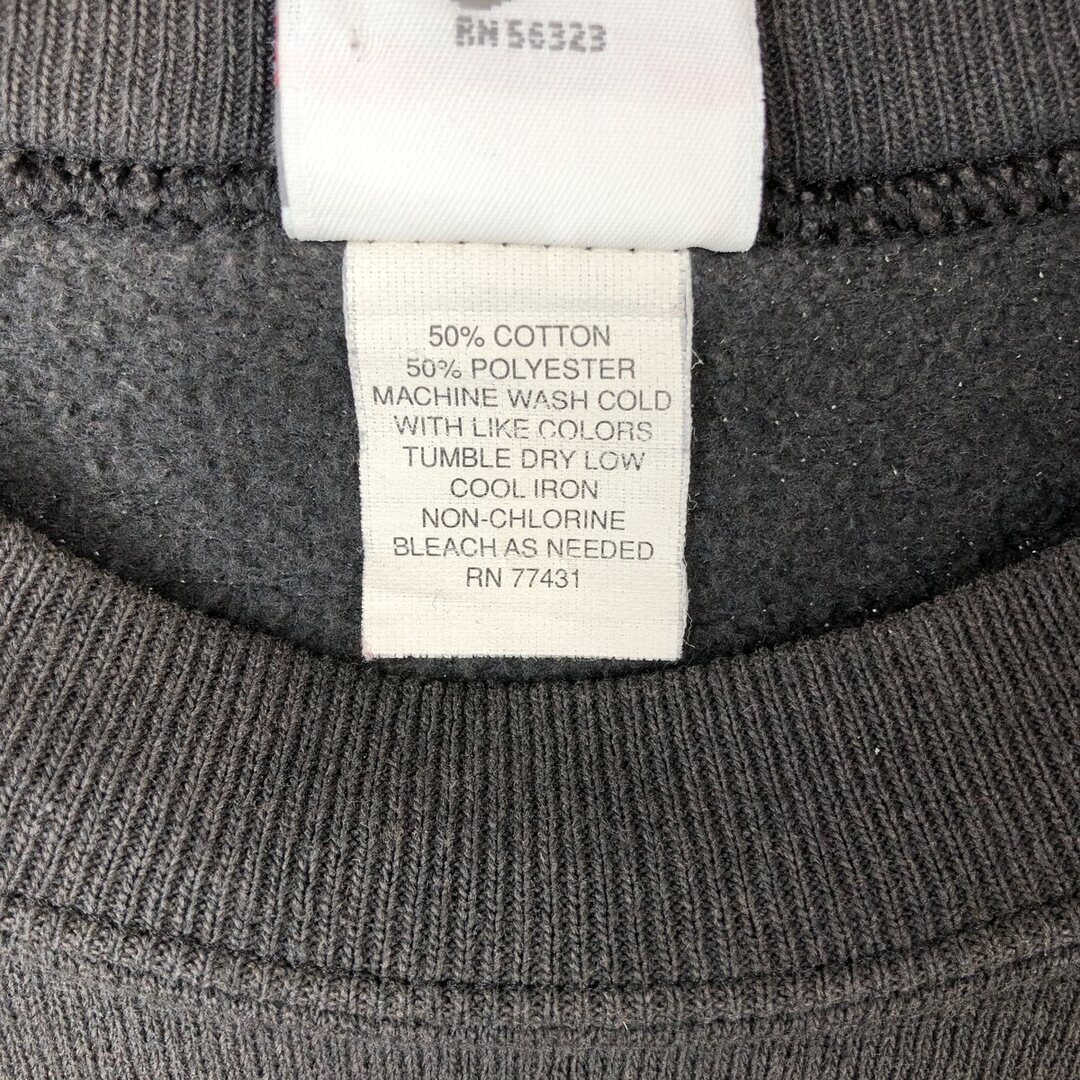 RN 56323
50% COTTON
50% POLYESTER
MACHINE WASH COLD
WITH LIKE COLORS
TUMBLE DRY LOW
COOL IRON
NON-CHLORINE
BLEACH AS NEEDED
RN 77431